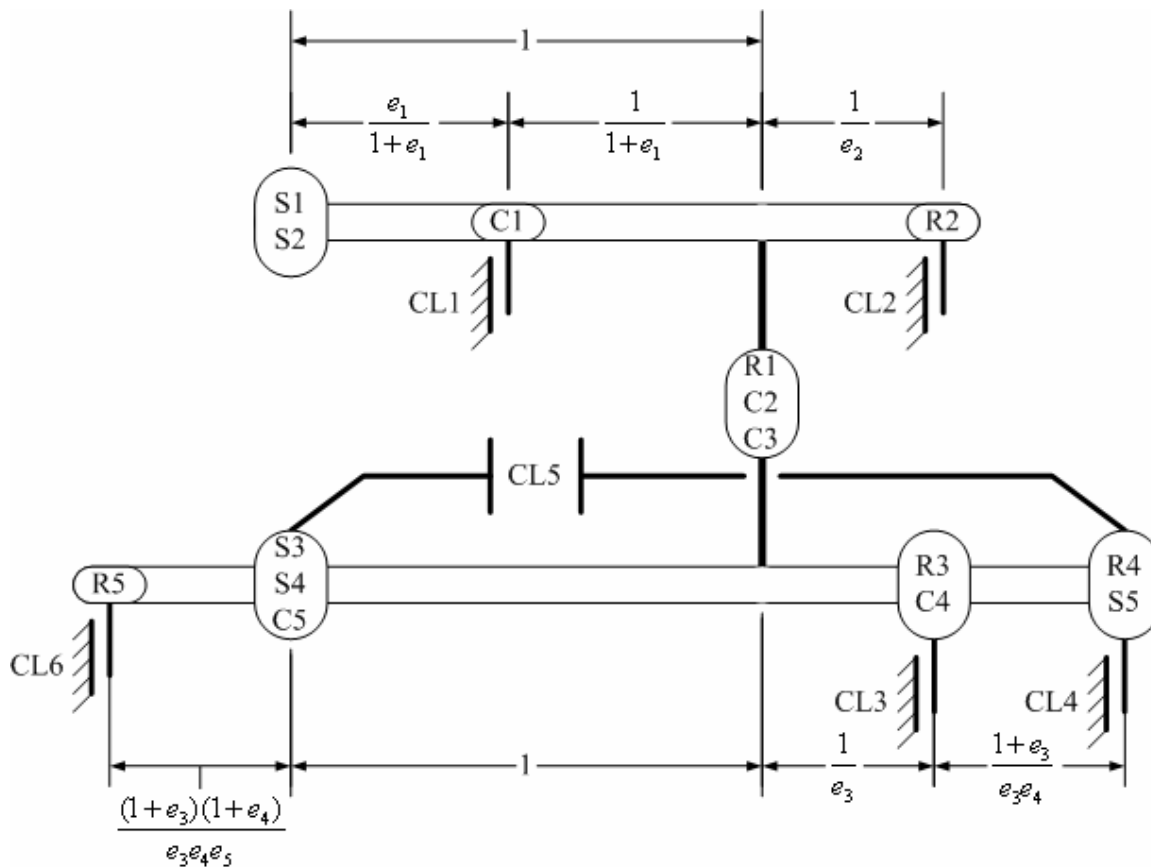 1
e₁/(1+e₁) 1/(1+e₁) 1/e₂
S1
S2
C1
R2
CL1
CL2
R1
C2
C3
CL5
R5
S3
S4
C5
R3
C4
R4
S5
CL6
CL3
CL4
1
1/e₃
(1+e₃)/(e₃e₄)
(1+e₃)(1+e₄)/(e₃e₄e₅)